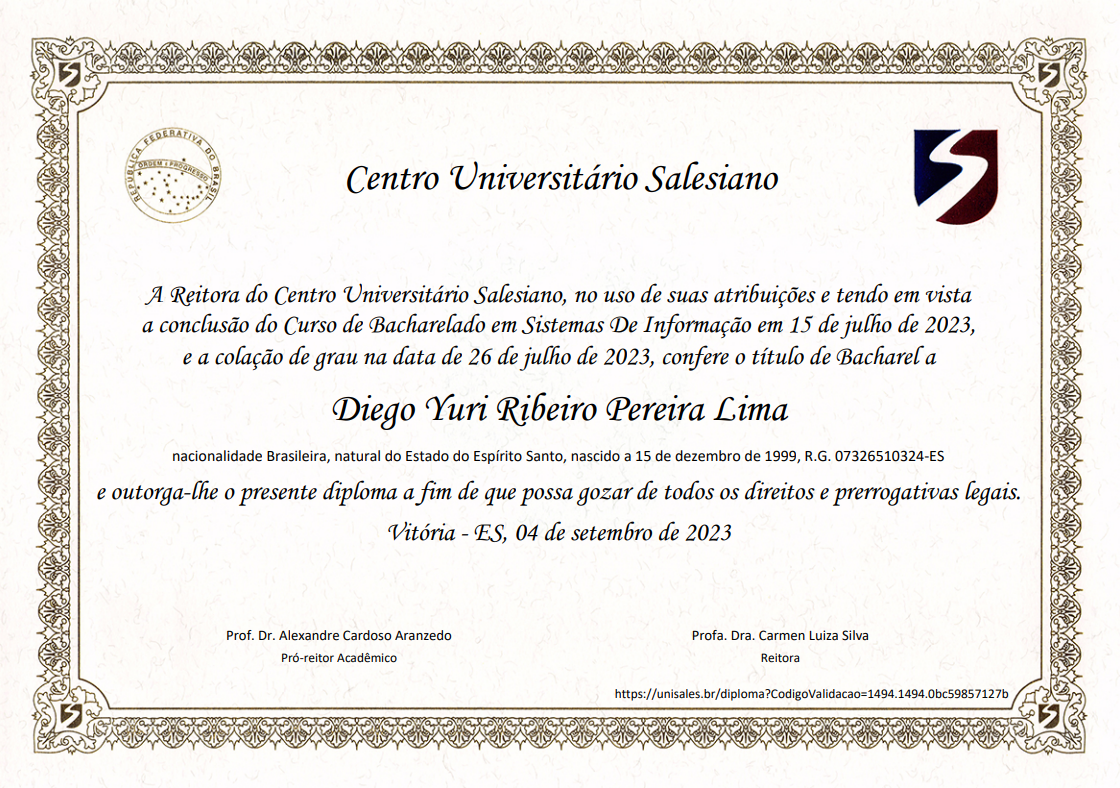 REPÚBLICA FEDERATIVA DO BRASIL
ORDEM E PROGRESSO
Centro Universitário Salesiano
A Reitora do Centro Universitário Salesiano, no uso de suas atribuições e tendo em vista
a conclusão do Curso de Bacharelado em Sistemas De Informação em 15 de julho de 2023,
e a colação de grau na data de 26 de julho de 2023, confere o título de Bacharel a
Diego Yuri Ribeiro Pereira Lima
nacionalidade Brasileira, natural do Estado do Espírito Santo, nascido a 15 de dezembro de 1999, R.G. 07326510324-ES
e outorga-lhe o presente diploma a fim de que possa gozar de todos os direitos e prerrogativas legais.
Vitória - ES, 04 de setembro de 2023
Prof. Dr. Alexandre Cardoso Aranzedo
Profa. Dra. Carmen Luiza Silva
Pró-reitor Acadêmico
Reitora
https://unisales.br/diploma?CodigoValidacao=1494.1494.0bc59857127b